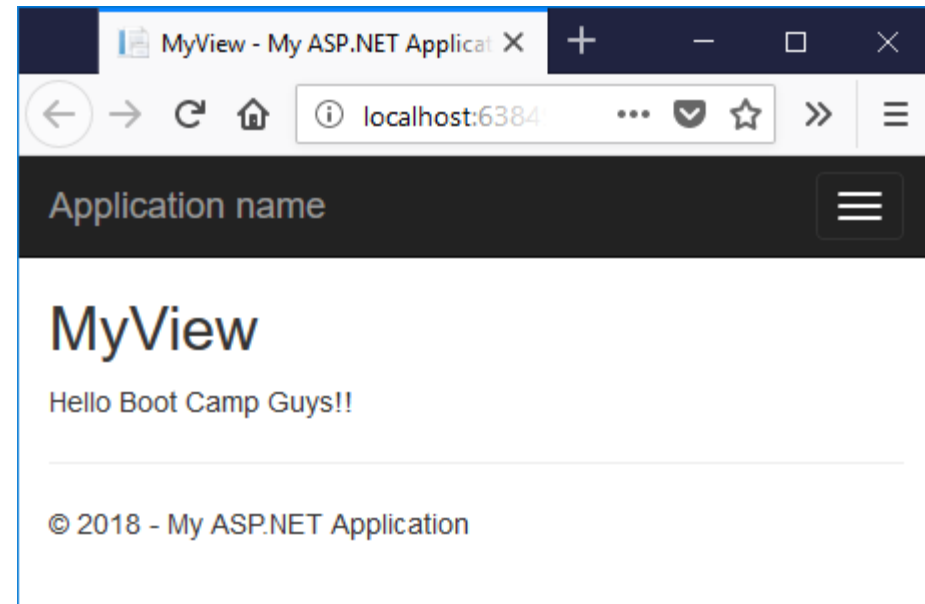 MyView - My ASP.NET Applicat
localhost:6384
Application name
MyView
Hello Boot Camp Guys!!
© 2018 - My ASP.NET Application